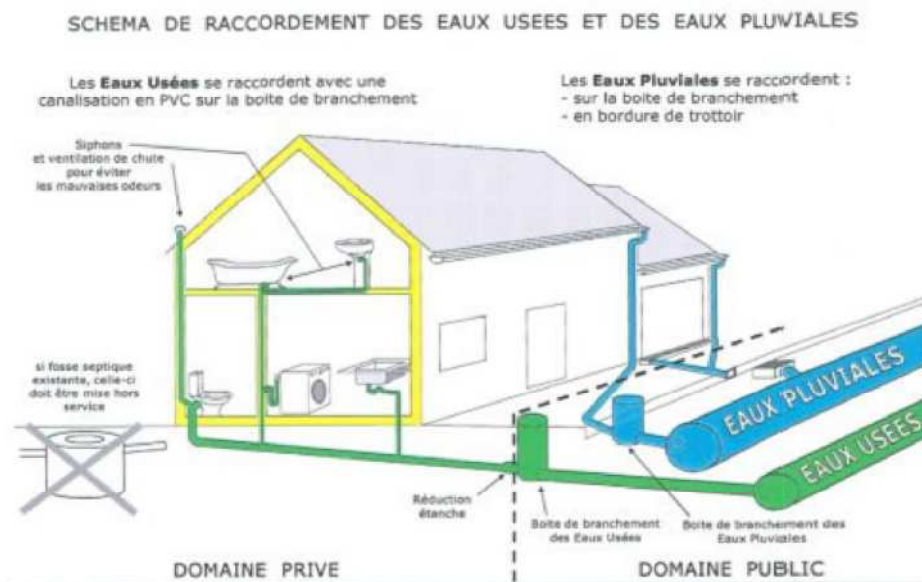 SCHEMA DE RACCORDEMENT DES EAUX USEES ET DES EAUX PLUVIALES
Les Eaux Usées se raccordent avec une
canalisation en PVC sur la boite de branchement
Les Eaux Pluviales se raccordent :
- sur la boite de branchement
- en bordure de trottoir
Siphons
et ventilation de chute
pour éviter
les mauvaises odeurs
si fosse septique
existante, celle-ci
doit être mise hors
service
EAUX PLUVIALES
EAUX USÉES
Réduction
étanche
Boite de branchement
des Eaux Usées
Boite de branchement des
Eaux Pluviales
DOMAINE PRIVE
DOMAINE PUBLIC